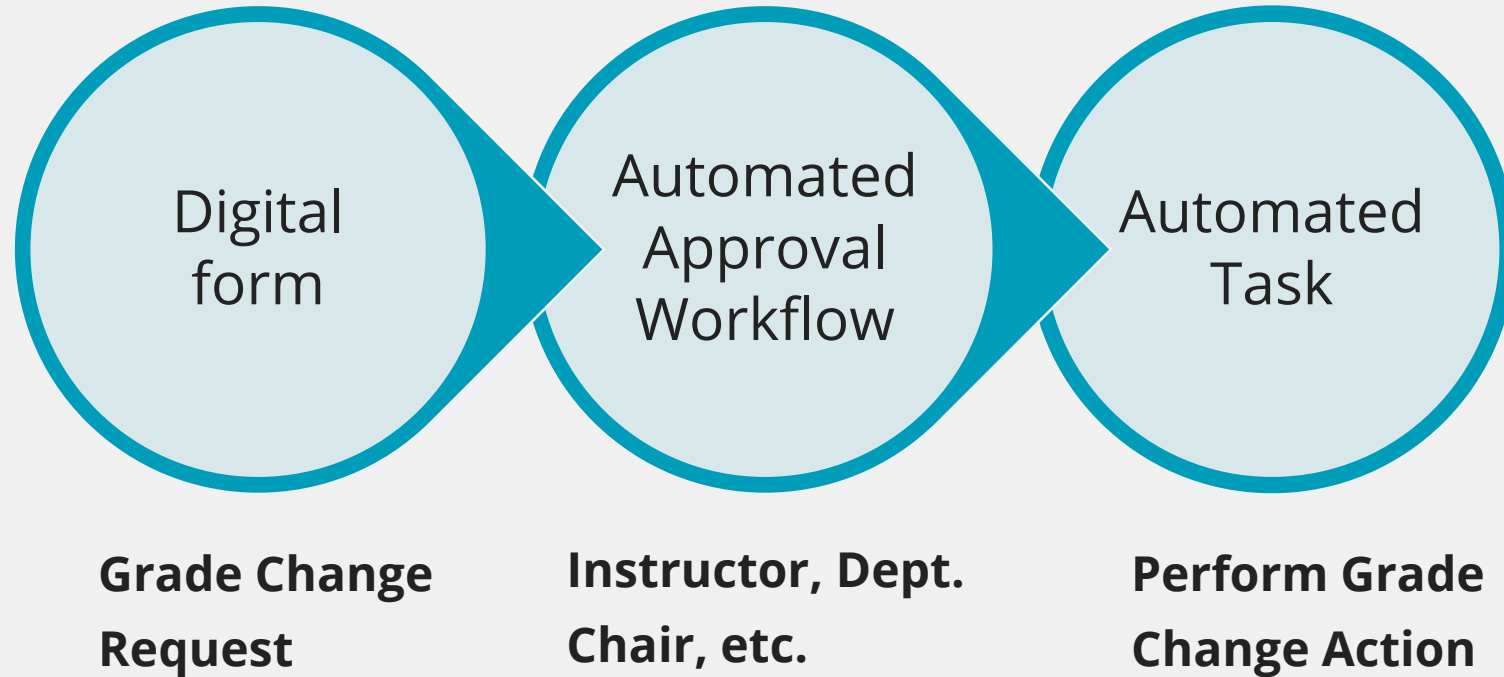 Digital
form
Automated
Approval
Workflow
Automated
Task
Grade Change
Request
Instructor, Dept.
Chair, etc.
Perform Grade
Change Action